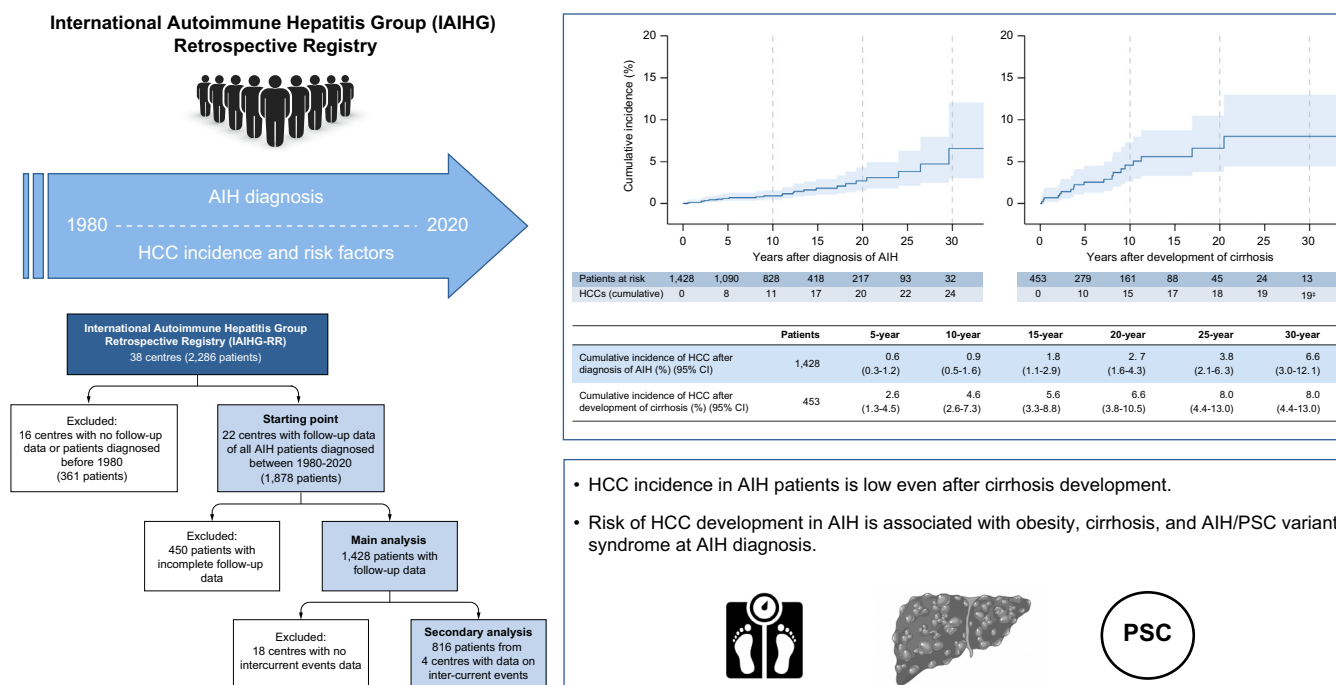 International Autoimmune Hepatitis Group (IAIHG)
Retrospective Registry
AIH diagnosis
1980
2020
HCC incidence and risk factors
International Autoimmune Hepatitis Group
Retrospective Registry (IAIHG-RR)
38 centres (2,286 patients)
Excluded:
16 centres with no follow-up
data or patients diagnosed
before 1980
(361 patients)
Starting point
22 centres with follow-up data
of all AIH patients diagnosed
between 1980-2020
(1,878 patients)
Excluded:
450 patients with
incomplete follow-up
data
Main analysis
1,428 patients with
follow-up data
Excluded:
18 centres with no
intercurrent events data
Secondary analysis
816 patients from
4 centres with data on
inter-current events
Cumulative incidence (%)
20
15
10
5
0
0 5 10 15 20 25 30
Years after diagnosis of AIH
20
15
10
5
0
0 5 10 15 20 25 30
Years after development of cirrhosis
Patients at risk 1,428 1,090 828 418 217 93 32
HCCs (cumulative) 0 8 11 17 20 22 24
453 279 161 88 45 24 13
0 10 15 17 18 19 19‡
Patients 5-year 10-year 15-year 20-year 25-year 30-year
Cumulative incidence of HCC after
diagnosis of AIH (%) (95% CI)
1,428
0.6 0.9 1.8 2. 7 3.8 6.6
(0.3-1.2) (0.5-1. 6) (1.1-2.9) (1.6-4.3) (2.1-6. 3) (3.0-12. 1)
Cumulative incidence of HCC after
development of cirrhosis (%) (95% CI)
453
2.6 4.6 5.6 6.6 8.0 8.0
(1.3-4.5) (2.6-7.3) (3.3-8.8) (3.8-10.5) (4.4-13.0) (4.4-13.0)
• HCC incidence in AIH patients is low even after cirrhosis development.
• Risk of HCC development in AIH is associated with obesity, cirrhosis, and AIH/PSC variant
syndrome at AIH diagnosis.
PSC